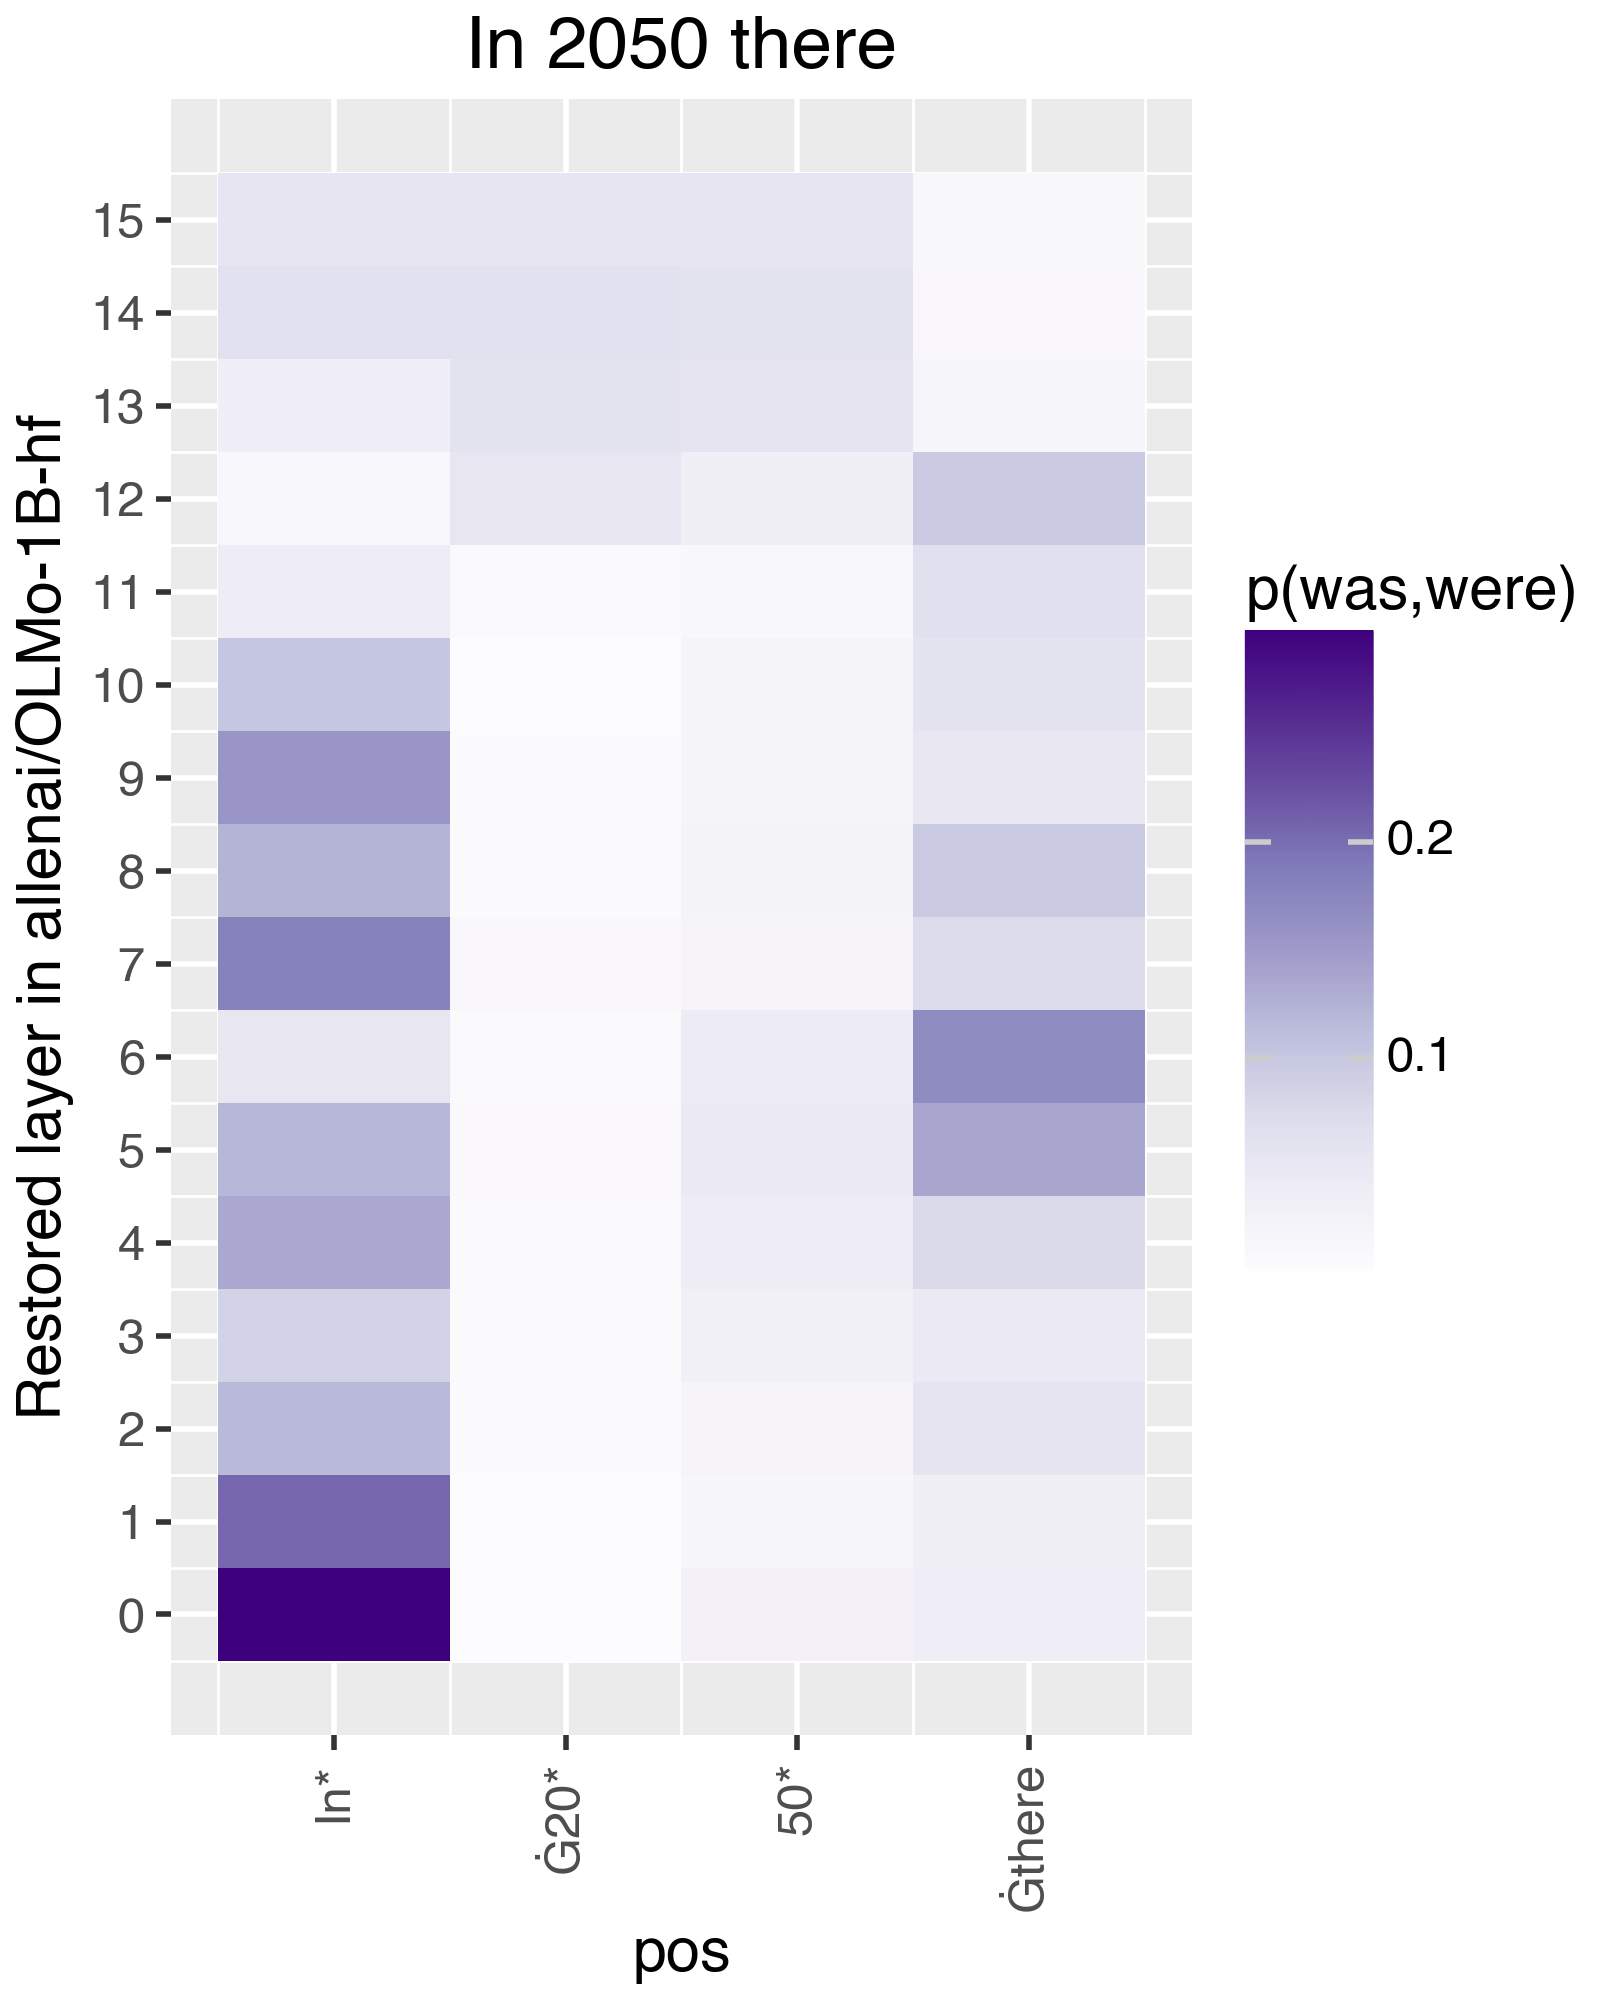 In 2050 there
Restored layer in allenai/OLMo-1B-hf
15
14
13
12
11
10
9
8
7
6
5
4
3
2
1
0
In*
Ġ20*
50*
Ġthere
pos
p(was,were)
0.2
0.1